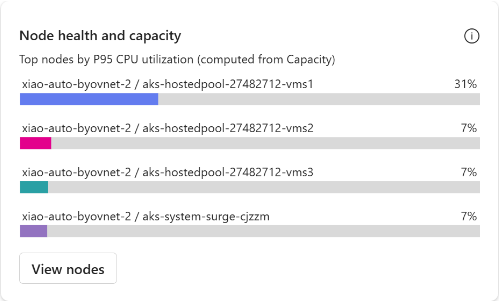 Node health and capacity
Top nodes by P95 CPU utilization (computed from Capacity)
xiao-auto-byovnet-2 / aks-hostedpool-27482712-vms1 31%
xiao-auto-byovnet-2 / aks-hostedpool-27482712-vms2 7%
xiao-auto-byovnet-2 / aks-hostedpool-27482712-vms3 7%
xiao-auto-byovnet-2 / aks-system-surge-cjzzm 7%
View nodes